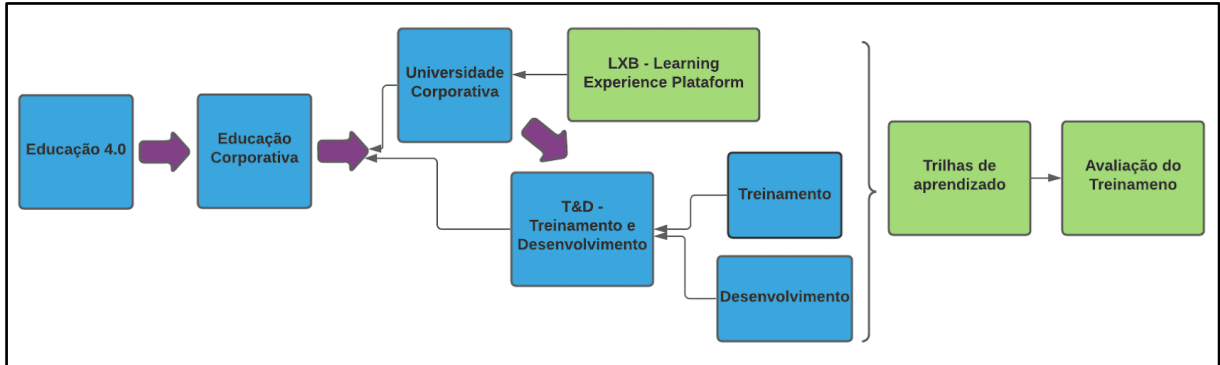 Educação 4.0
Educação
Corporativa
Universidade
Corporativa
LXB - Learning
Experience Plataform
T&D -
Treinamento e
Desenvolvimento
Treinamento
Desenvolvimento
Trilhas de
aprendizado
Avaliação do
Treinameno